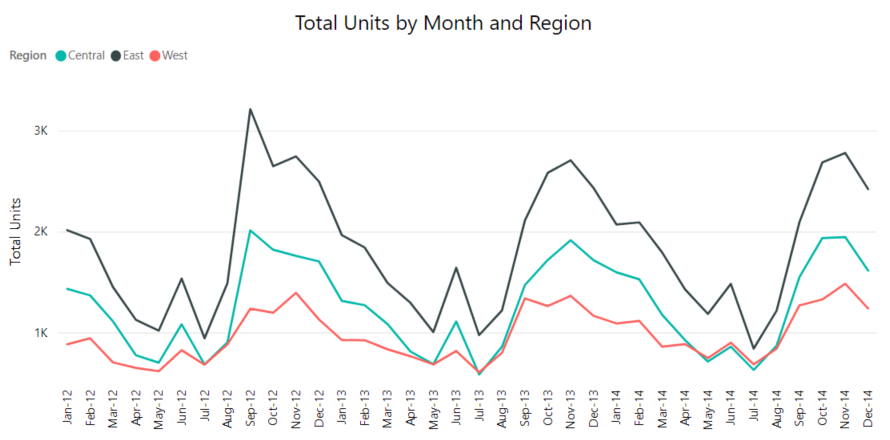 Total Units by Month and Region
Region Central East West
Total Units
3K
2K
1K
Jan-12 Feb-12 Mar-12 Apr-12 May-12 Jun-12 Jul-12 Aug-12 Sep-12 Oct-12 Nov-12 Dec-12 Jan-13 Feb-13 Mar-13 Apr-13 May-13 Jun-13 Jul-13 Aug-13 Sep-13 Oct-13 Nov-13 Dec-13 Jan-14 Feb-14 Mar-14 Apr-14 May-14 Jun-14 Jul-14 Aug-14 Sep-14 Oct-14 Nov-14 Dec-14